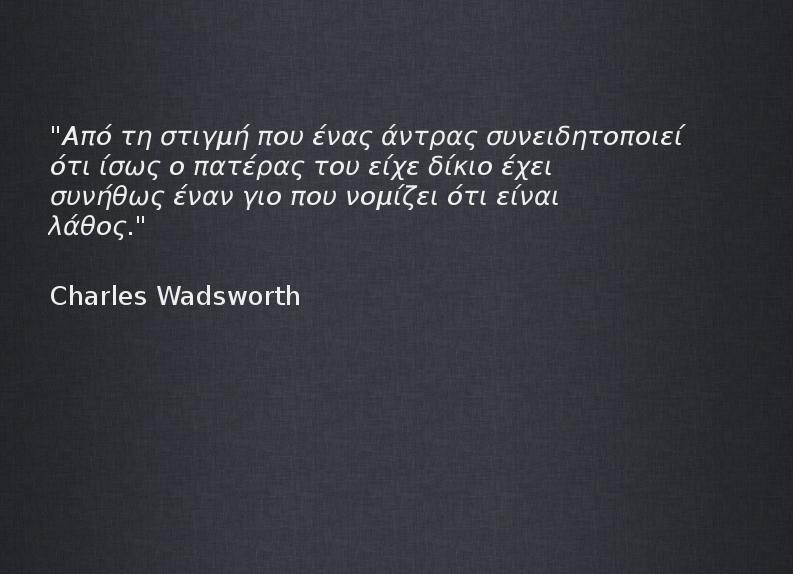 "Από τη στιγμή που ένας άντρας συνειδητοποιεί
ότι ίσως ο πατέρας του είχε δίκιο έχει
συνήθως έναν γιο που νομίζει ότι είναι
λάθος."
Charles Wadsworth